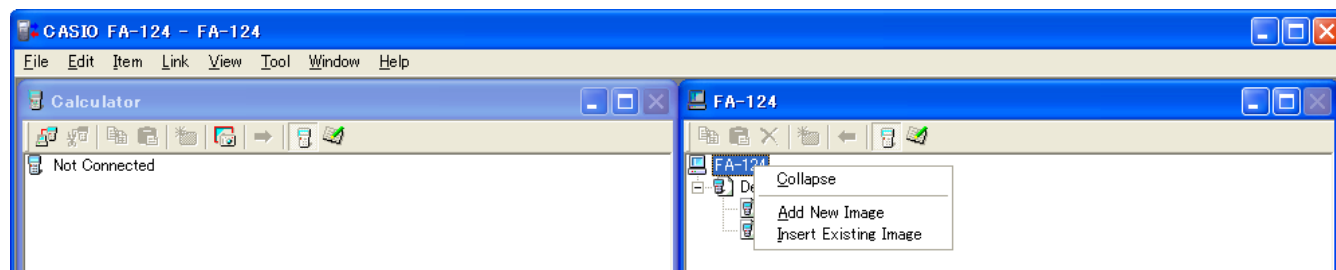 CASIO FA-124 - FA-124
File Edit Item Link View Tool Window Help
Calculator
FA-124
Not Connected
FA-124
Collapse
Add New Image
Insert Existing Image